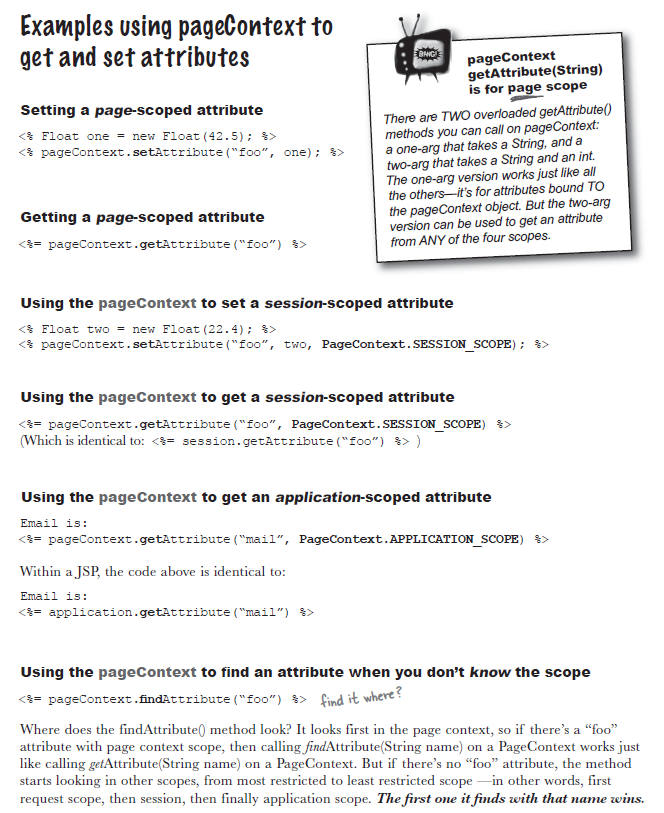 Examples using pageContext to
get and set attributes
BANG!
pageContext
getAttribute(String)
is for page scope
There are TWO overloaded getAttribute()
methods you can call on pageContext:
a one-arg that takes a String, and a
two-arg that takes a String and an int.
The one-arg version works just like all
the others—it's for attributes bound TO
the pageContext object. But the two-arg
version can be used to get an attribute
from ANY of the four scopes.
Setting a page-scoped attribute
<% Float one = new Float(42.5); %>
<% pageContext.setAttribute(“foo”, one); %>
Getting a page-scoped attribute
<%= pageContext.getAttribute(“foo”) %>
Using the pageContext to set a session-scoped attribute
<% Float two = new Float(22.4); %>
<% pageContext.setAttribute(“foo”, two, PageContext.SESSION_SCOPE); %>
Using the pageContext to get a session-scoped attribute
<%= pageContext.getAttribute(“foo”, PageContext.SESSION_SCOPE) %>
(Which is identical to: <%= session.getAttribute(“foo”) %> )
Using the pageContext to get an application-scoped attribute
Email is:
<%= pageContext.getAttribute(“mail”, PageContext.APPLICATION_SCOPE) %>
Within a JSP, the code above is identical to:
Email is:
<%= application.getAttribute(“mail”) %>
Using the pageContext to find an attribute when you don’t know the scope
<%= pageContext.findAttribute(“foo”) %> find it where?
Where does the findAttribute() method look? It looks first in the page context, so if there’s a “foo”
attribute with page context scope, then calling findAttribute(String name) on a PageContext works just
like calling getAttribute(String name) on a PageContext. But if there’s no “foo” attribute, the method
starts looking in other scopes, from most restricted to least restricted scope —in other words, first
request scope, then session, then finally application scope. The first one it finds with that name wins.